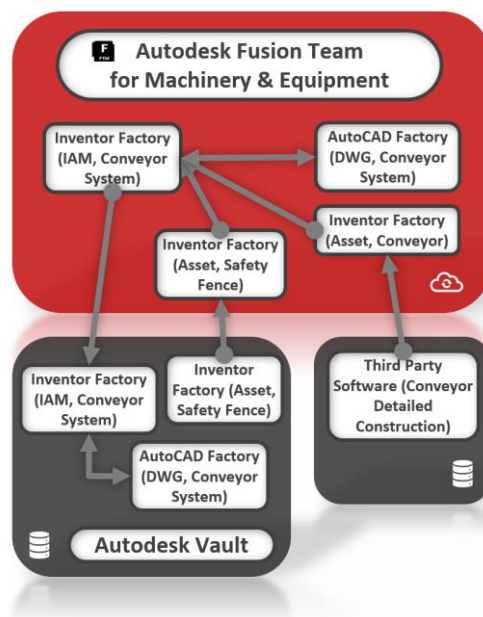 F
FTM
Autodesk Fusion Team
for Machinery & Equipment
Inventor Factory
(IAM, Conveyor
System)
AutoCAD Factory
(DWG, Conveyor
System)
Inventor Factory
(Asset, Conveyor)
Inventor Factory
(Asset, Safety
Fence)
Inventor Factory
(IAM, Conveyor
System)
Inventor
Factory (Asset,
Safety Fence)
Third Party
Software (Conveyor
Detailed
Construction)
AutoCAD Factory
(DWG, Conveyor
System)
Autodesk Vault